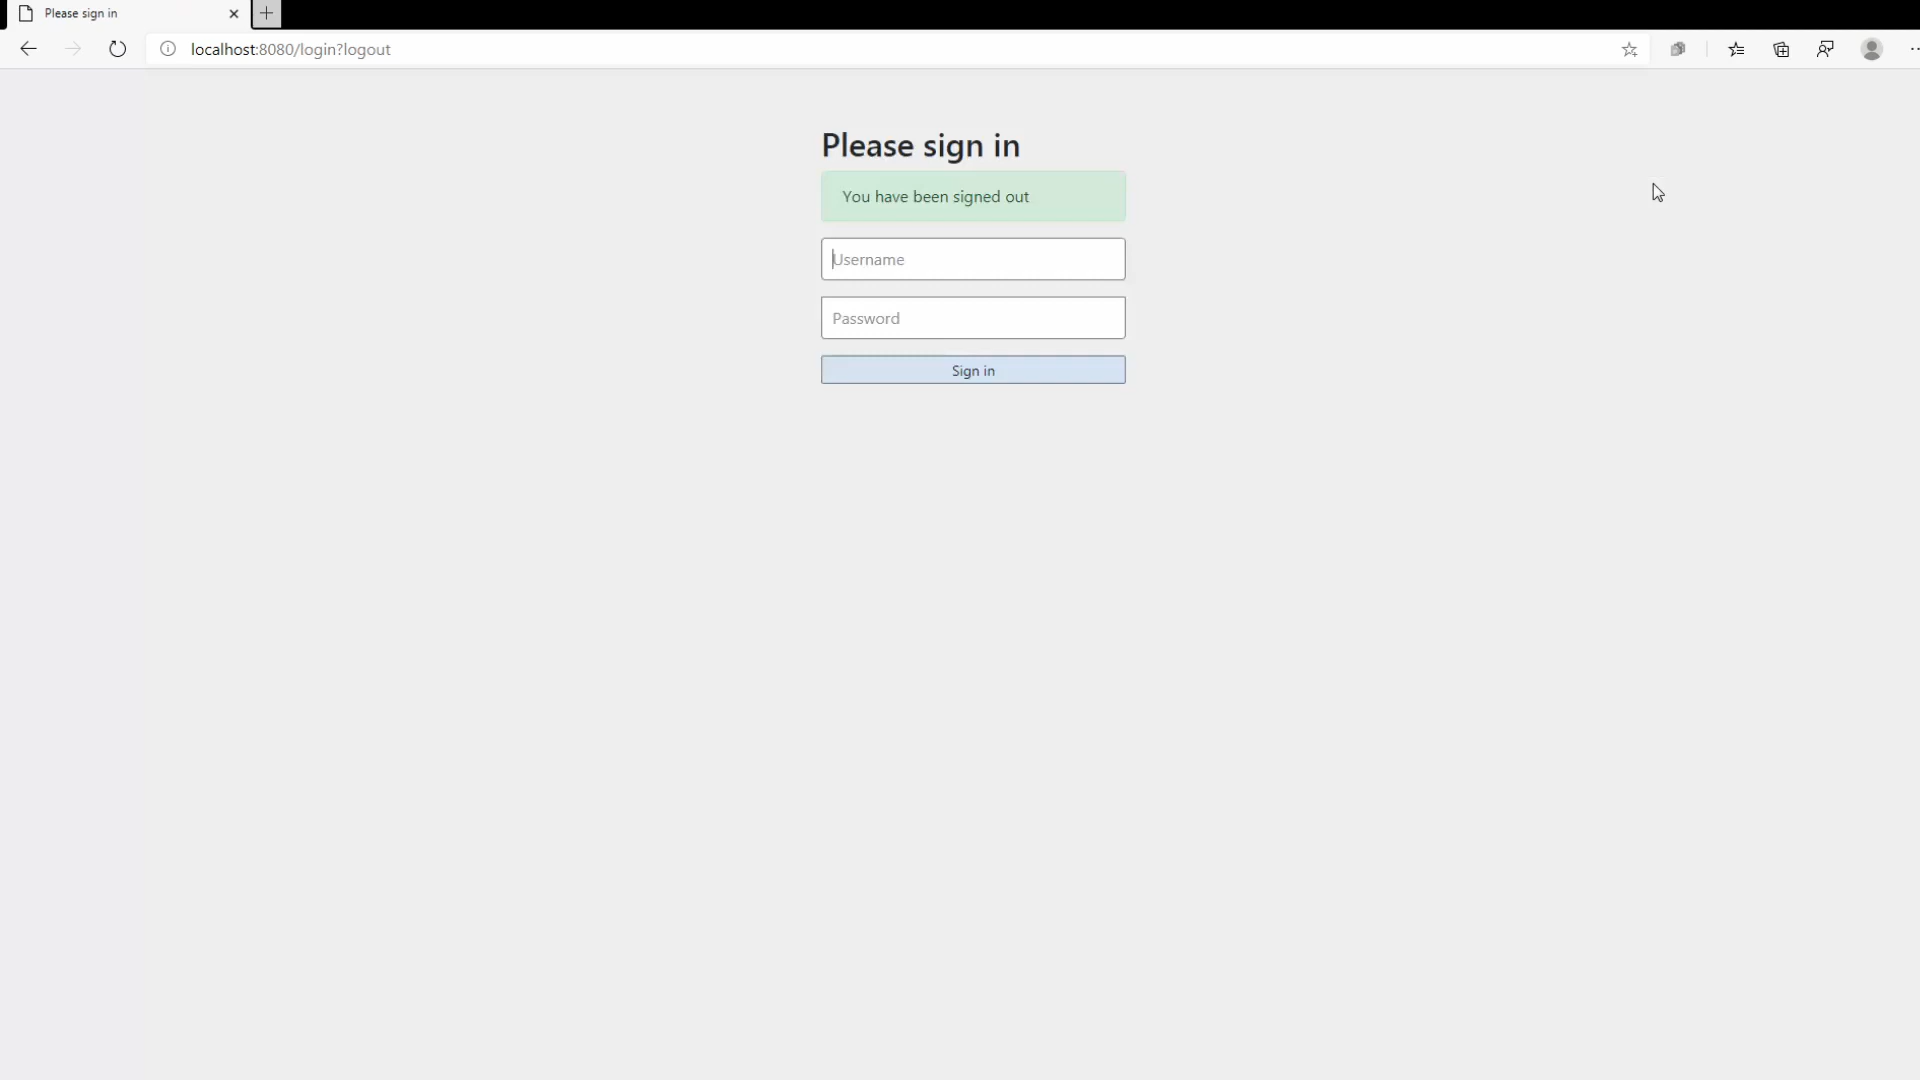 Please sign in
localhost:8080/login?logout
Please sign in
You have been signed out
Username
Password
Sign in